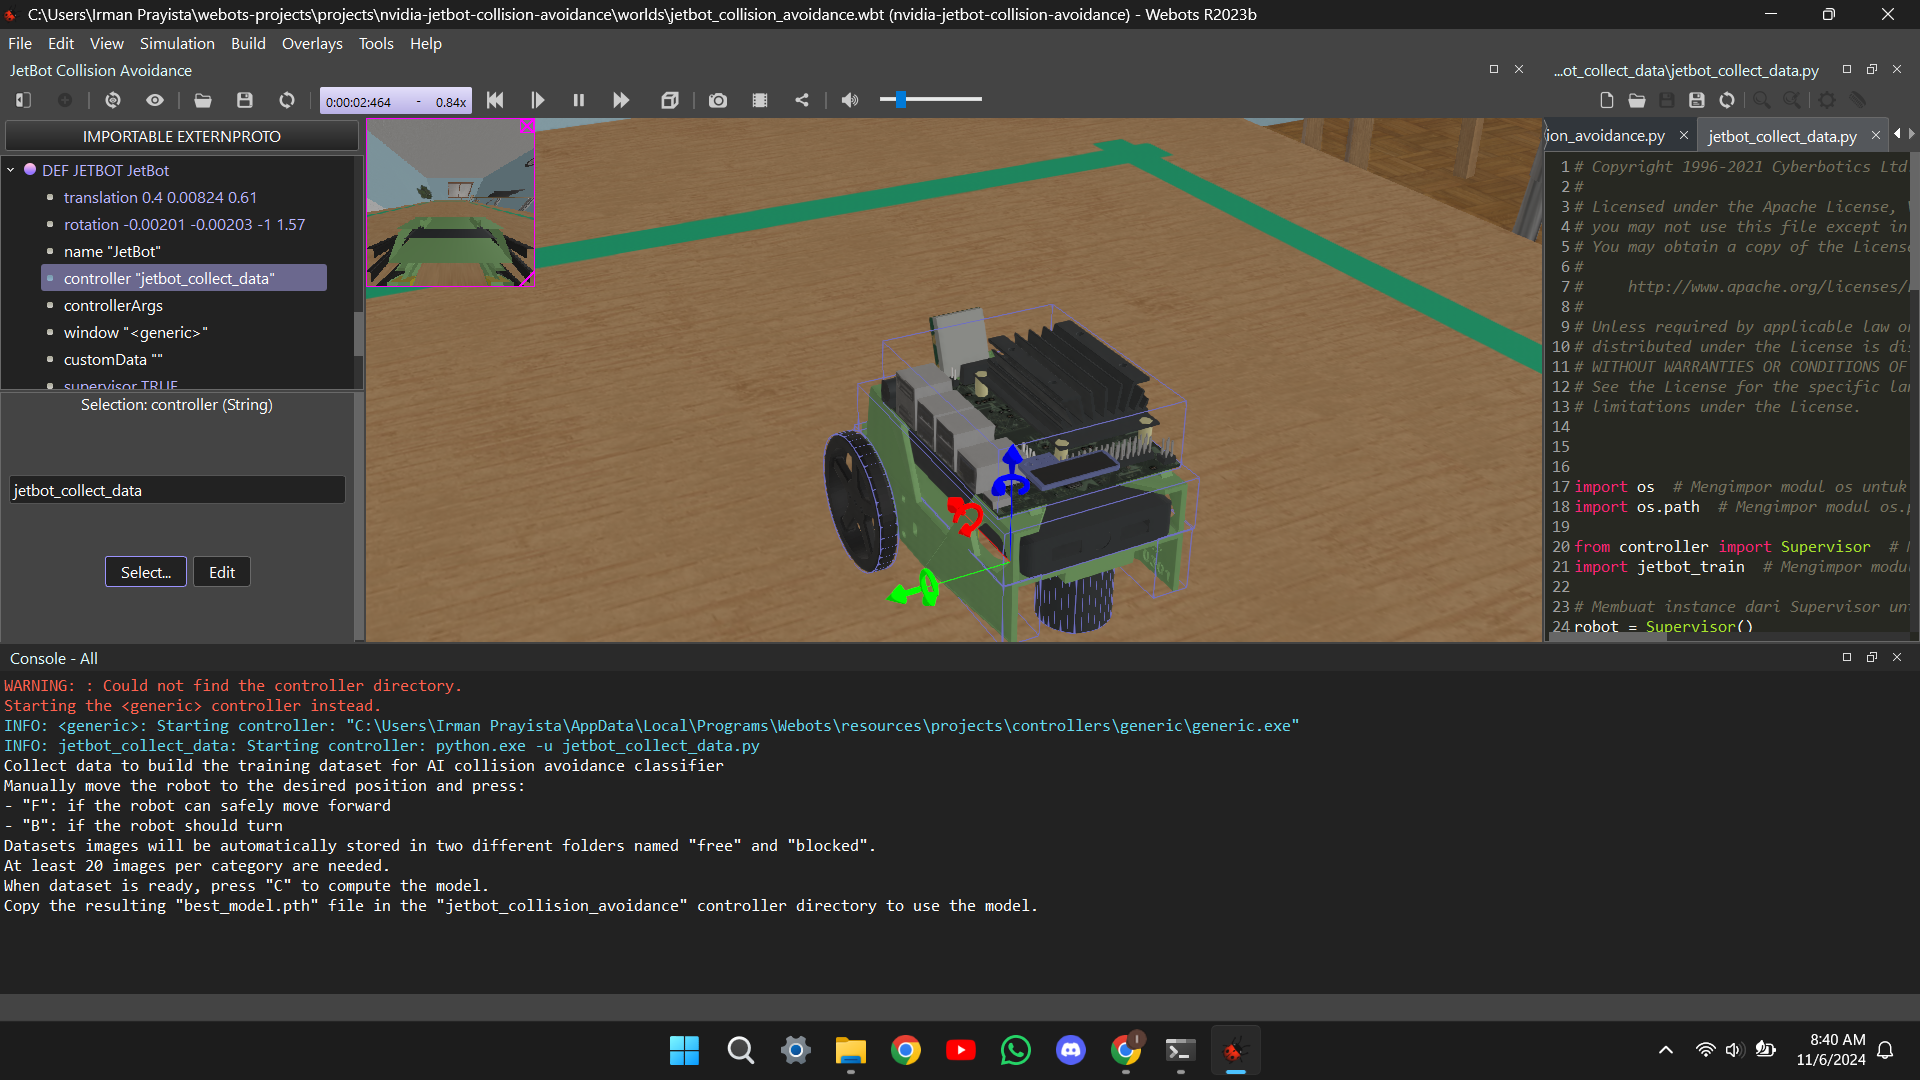 C:\Users\Irman Prayista\webots-projects\projects\nvidia-jetbot-collision-avoidance\worlds\jetbot_collision_avoidance.wbt (nvidia-jetbot-collision-avoidance) - Webots R2023b
File Edit View Simulation Build Overlays Tools Help
JetBot Collision Avoidance
...ot_collect_data\jetbot_collect_data.py
0:00:02:464 - 0.84x
IMPORTABLE EXTERNPROTO
DEF JETBOT JetBot
translation 0.4 0.00824 0.61
rotation -0.00201 -0.00203 -1 1.57
name "JetBot"
controller "jetbot_collect_data"
controllerArgs
window "<generic>"
customData ""
supervisor TRUE
Selection: controller (String)
jetbot_collect_data
Select... Edit
ion_avoidance.py jetbot_collect_data.py
1 # Copyright 1996-2021 Cyberbotics Ltd
2 #
3 # Licensed under the Apache License,
4 # you may not use this file except in
5 # You may obtain a copy of the License
6 #
7 # http://www.apache.org/licenses/
8 #
9 # Unless required by applicable law or
10 # distributed under the License is dis
11 # WITHOUT WARRANTIES OR CONDITIONS OF
12 # See the License for the specific lan
13 # limitations under the License.
14
15
16
17 import os # Mengimpor modul os untuk
18 import os.path # Mengimpor modul os.p
19
20 from controller import Supervisor #
21 import jetbot_train # Mengimpor modu
22
23 # Membuat instance dari Supervisor unt
24 robot = Supervisor()
Console - All
WARNING: : Could not find the controller directory.
Starting the <generic> controller instead.
INFO: <generic>: Starting controller: "C:\Users\Irman Prayista\AppData\Local\Programs\Webots\resources\projects\controllers\generic\generic.exe"
INFO: jetbot_collect_data: Starting controller: python.exe -u jetbot_collect_data.py
Collect data to build the training dataset for AI collision avoidance classifier
Manually move the robot to the desired position and press:
- "F": if the robot can safely move forward
- "B": if the robot should turn
Datasets images will be automatically stored in two different folders named "free" and "blocked".
At least 20 images per category are needed.
When dataset is ready, press "C" to compute the model.
Copy the resulting "best_model.pth" file in the "jetbot_collision_avoidance" controller directory to use the model.
8:40 AM
11/6/2024